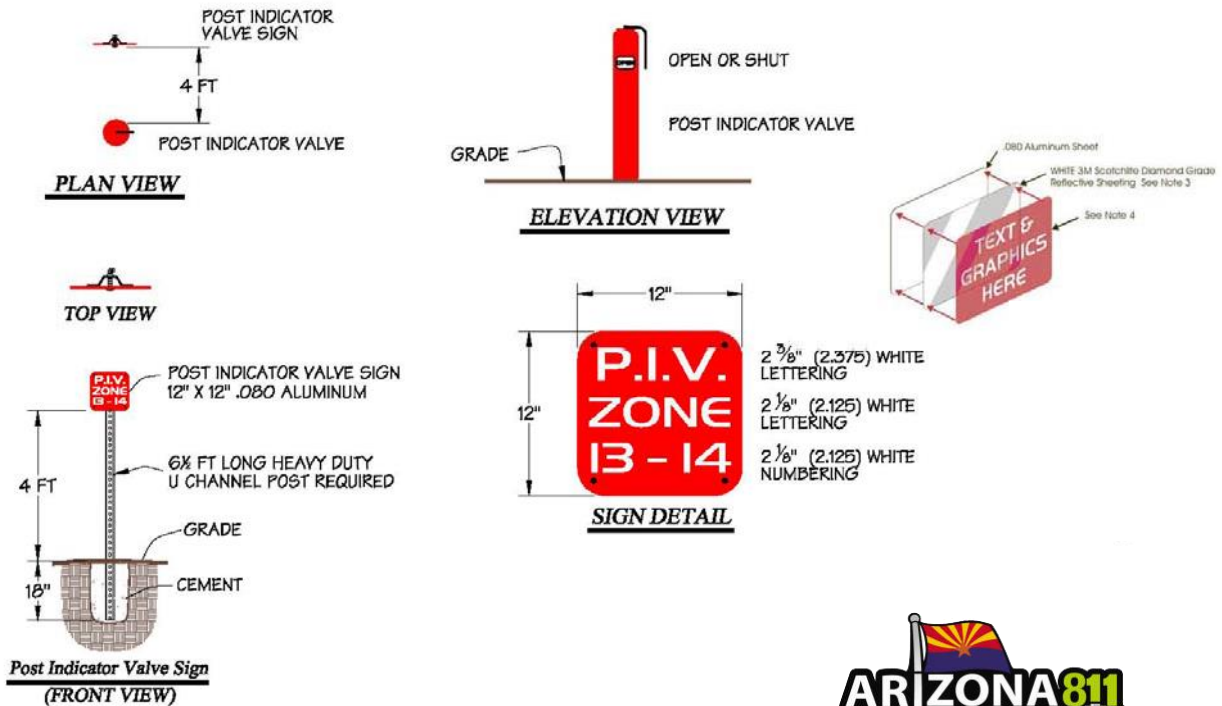 POST INDICATOR
VALVE SIGN
4 FT
POST INDICATOR VALVE
PLAN VIEW
OPEN
OPEN OR SHUT
POST INDICATOR VALVE
GRADE
ELEVATION VIEW
.080 Aluminum Sheet
WHITE 3M Scotchlite Diamond Grade
Reflective Sheeting See Note 3
See Note 4
TEXT &
GRAPHICS
HERE
TOP VIEW
P.I.V.
ZONE
13 - 14
POST INDICATOR VALVE SIGN
12" X 12" .080 ALUMINUM
6½ FT LONG HEAVY DUTY
U CHANNEL POST REQUIRED
4 FT
GRADE
18"
CEMENT
Post Indicator Valve Sign
(FRONT VIEW)
12"
12"
P.I.V.
ZONE
13 - 14
2 ⅜" (2.375) WHITE
LETTERING
2 ⅛" (2.125) WHITE
LETTERING
2 ⅛" (2.125) WHITE
NUMBERING
SIGN DETAIL
ARIZONA811